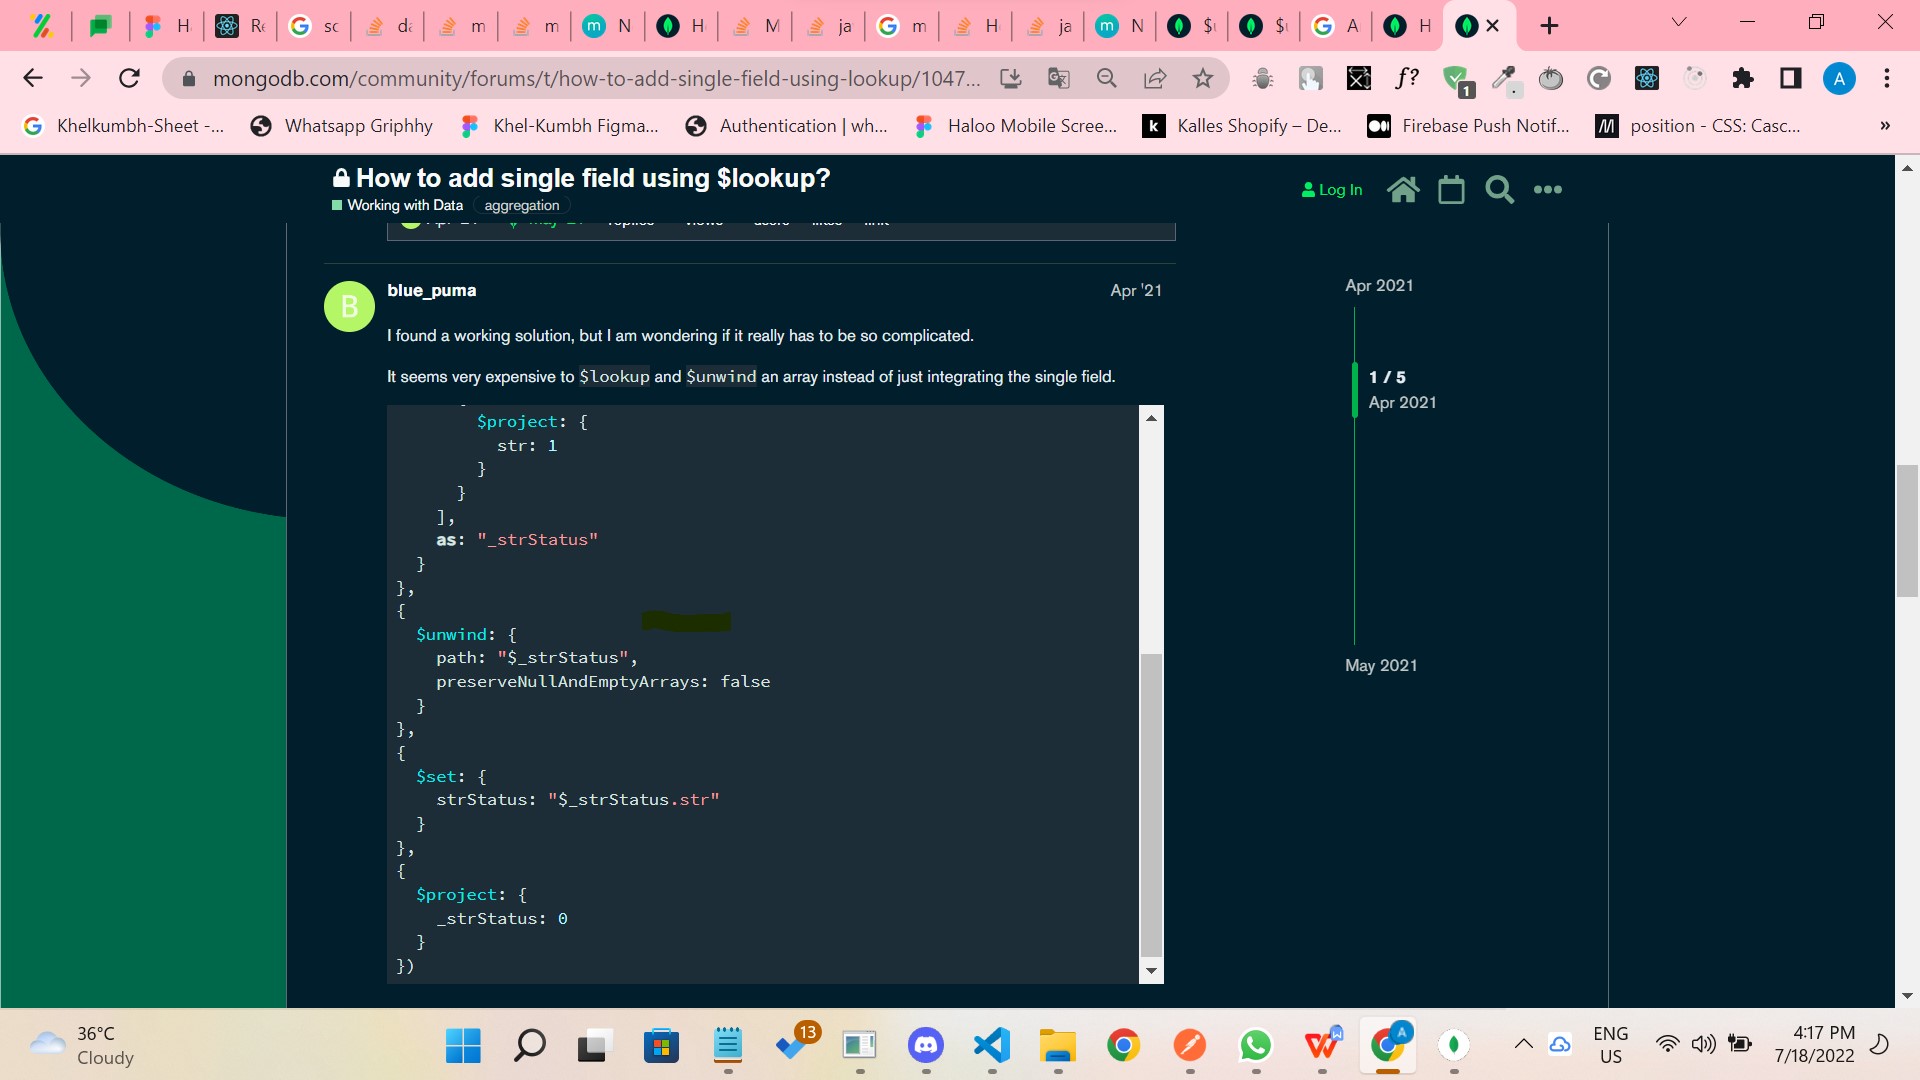 H
Re
sc
da
m
m
N
H
M
ja
m
H
ja
N
$
$
A
H
mongodb.com/community/forums/t/how-to-add-single-field-using-lookup/1047...
f?
1
A
Khelkumbh-Sheet -...
Whatsapp Griphhy
Khel-Kumbh Figma...
Authentication | wh...
Haloo Mobile Scree...
k Kalles Shopify – De...
Firebase Push Notif...
position - CSS: Casc...
»
How to add single field using $lookup?
Working with Data aggregation
Log In
blue_puma
Apr '21
B
I found a working solution, but I am wondering if it really has to be so complicated.
It seems very expensive to $lookup and $unwind an array instead of just integrating the single field.
$project: {
str: 1
}
}
],
as: "_strStatus"
}
},
{
$unwind: {
path: "$_strStatus",
preserveNullAndEmptyArrays: false
}
},
{
$set: {
strStatus: "$_strStatus.str"
}
},
{
$project: {
_strStatus: 0
}
})
Apr 2021
1 / 5
Apr 2021
May 2021
36°C
Cloudy
13
A
ENG
US
4:17 PM
7/18/2022